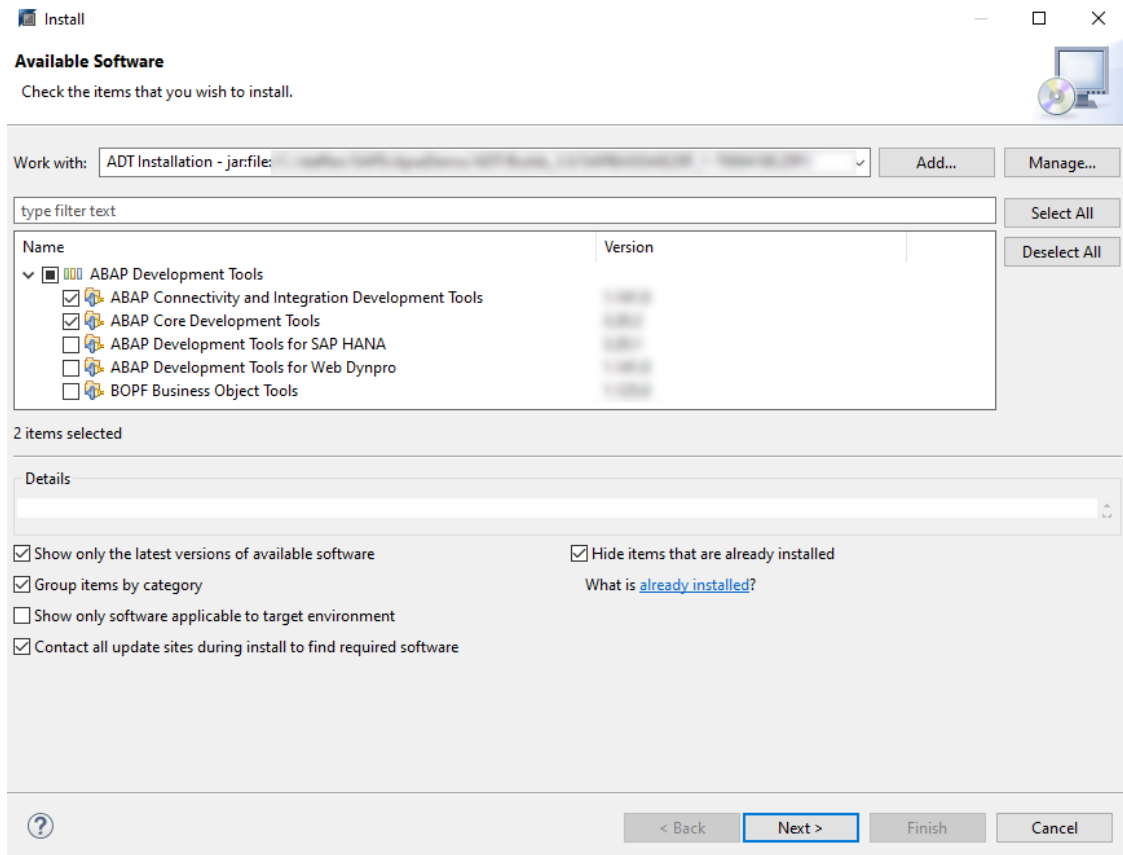 Install
Available Software
Check the items that you wish to install.
Work with: ADT Installation - jar:file: Add... Manage...
type filter text Select All
Name Version Deselect All
ABAP Development Tools
ABAP Connectivity and Integration Development Tools
ABAP Core Development Tools
ABAP Development Tools for SAP HANA
ABAP Development Tools for Web Dynpro
BOPF Business Object Tools
2 items selected
Details
Show only the latest versions of available software Hide items that are already installed
Group items by category What is already installed?
Show only software applicable to target environment
Contact all update sites during install to find required software
? < Back Next > Finish Cancel